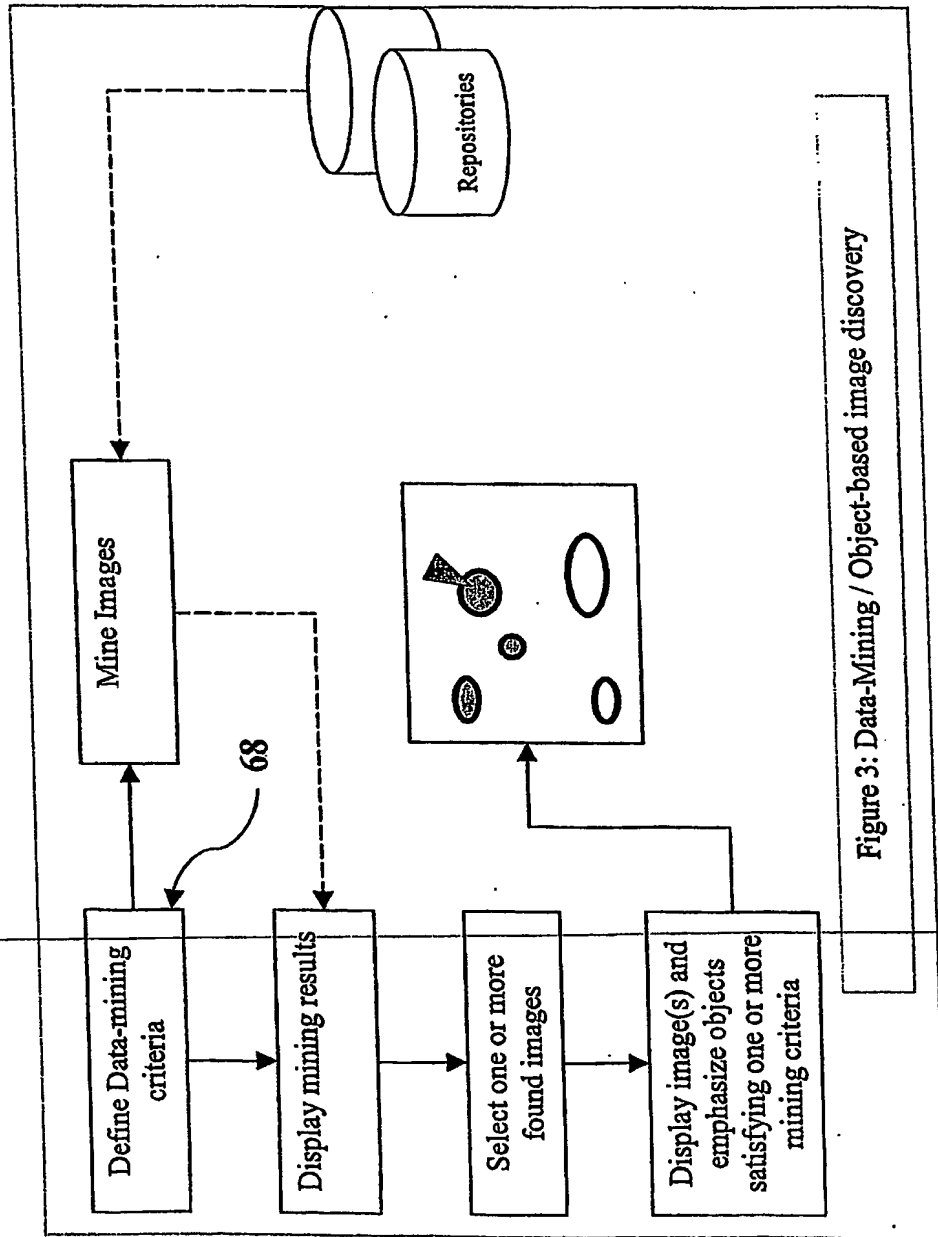 Define Data-mining
criteria
Mine Images
68
Display mining results
Repositories
Select one or more
found images
Display image(s) and
emphasize objects
satisfying one or more
mining criteria
Figure 3: Data-Mining / Object-based image discovery